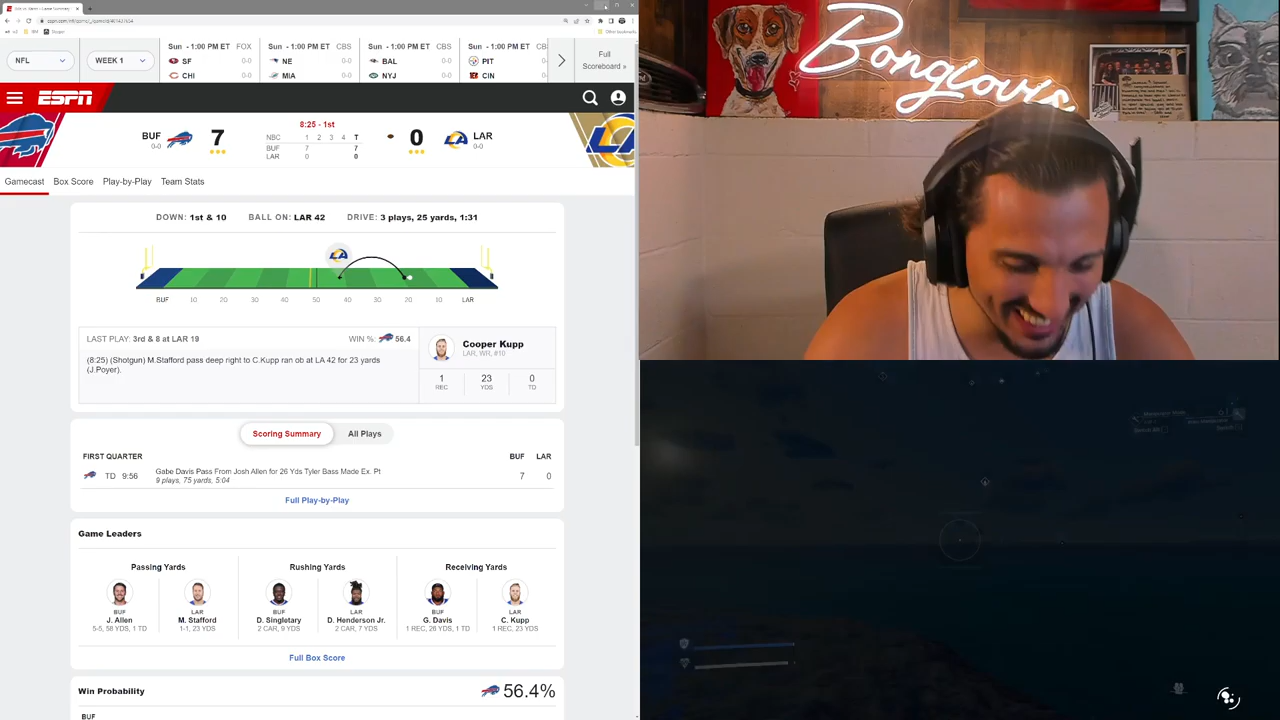 NFL
WEEK 1
Sun - 1:00 PM ET FOX
SF 0-0
CHI 0-0
Sun - 1:00 PM ET CBS
NE 0-0
MIA 0-0
Sun - 1:00 PM ET CBS
BAL 0-0
NYJ 0-0
Sun - 1:00 PM ET
PIT
CIN
Full
Scoreboard »
ESPN
BUF
0-0
7
8:25 - 1st
NBC 1 2 3 4 T
BUF 7 7
LAR 0 0
0
LAR
0-0
Gamecast Box Score Play-by-Play Team Stats
DOWN: 1st & 10 BALL ON: LAR 42 DRIVE: 3 plays, 25 yards, 1:31
BUF 10 20 30 40 50 40 30 20 10 LAR
LAST PLAY: 3rd & 8 at LAR 19 WIN %: 56.4
(8:25) (Shotgun) M.Stafford pass deep right to C.Kupp ran ob at LA 42 for 23 yards
(J.Poyer).
Cooper Kupp
LAR, WR, #10
1 23 0
REC YDS TD
Scoring Summary All Plays
FIRST QUARTER BUF LAR
TD 9:56 Gabe Davis Pass From Josh Allen for 26 Yds Tyler Bass Made Ex. Pt 7 0
9 plays, 75 yards, 5:04
Full Play-by-Play
Game Leaders
Passing Yards Rushing Yards Receiving Yards
BUF LAR BUF LAR BUF LAR
J. Allen M. Stafford D. Singletary D. Henderson Jr. G. Davis C. Kupp
5-5, 58 YDS, 1 TD 1-1, 23 YDS 2 CAR, 9 YDS 2 CAR, 7 YDS 1 REC, 26 YDS, 1 TD 1 REC, 23 YDS
Full Box Score
Win Probability 56.4%
BUF
Bongiovis